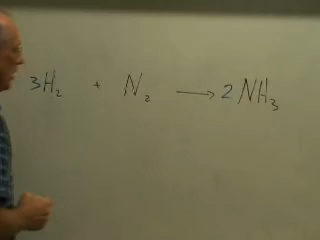 3H₂ + N₂ → 2NH₃